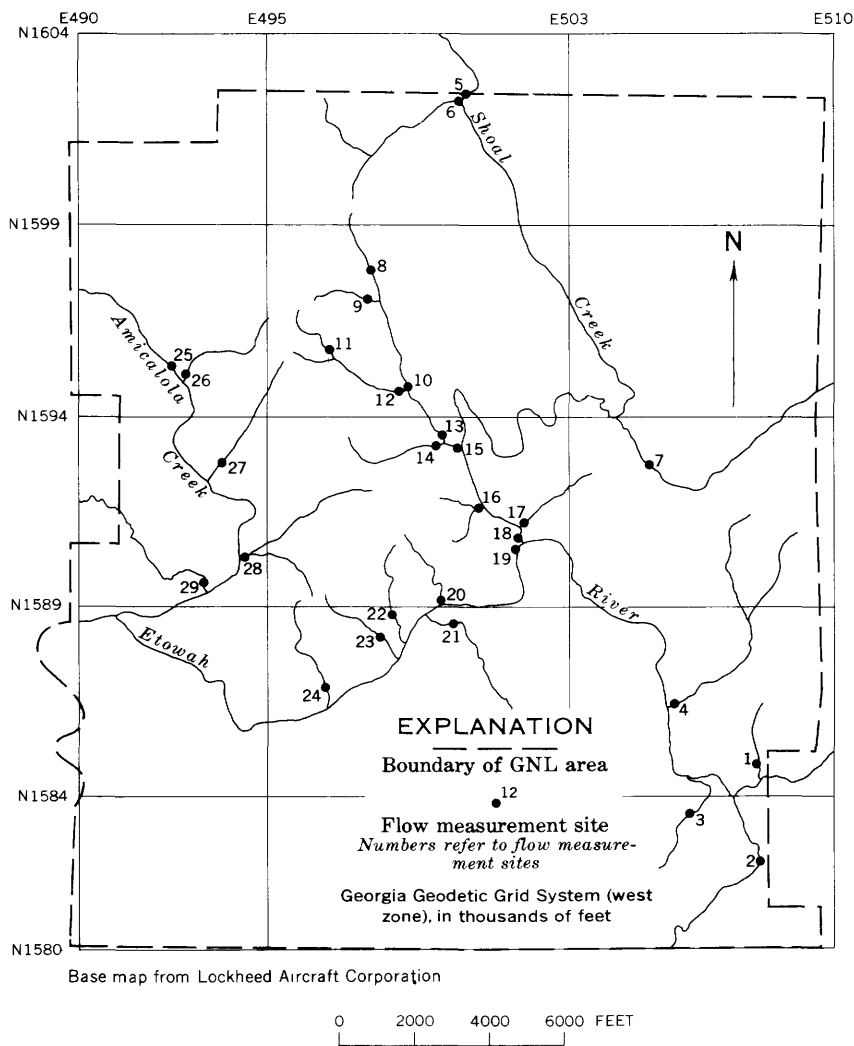 E490 E495 E503 E510
N1604
5
6
Shoal
N1599
N
8
9
Creek
Amicalola
11
25
26
10
12
N1594
13
14
15
Creek
27
7
16
17
18
19
28
29
River
N1589
20
22
21
Etowah
23
24
4
EXPLANATION
Boundary of GNL area
1
N1584
12
3
Flow measurement site
Numbers refer to flow measure-
ment sites
2
Georgia Geodetic Grid System (west
zone), in thousands of feet
N1580
Base map from Lockheed Aircraft Corporation
0 2000 4000 6000 FEET